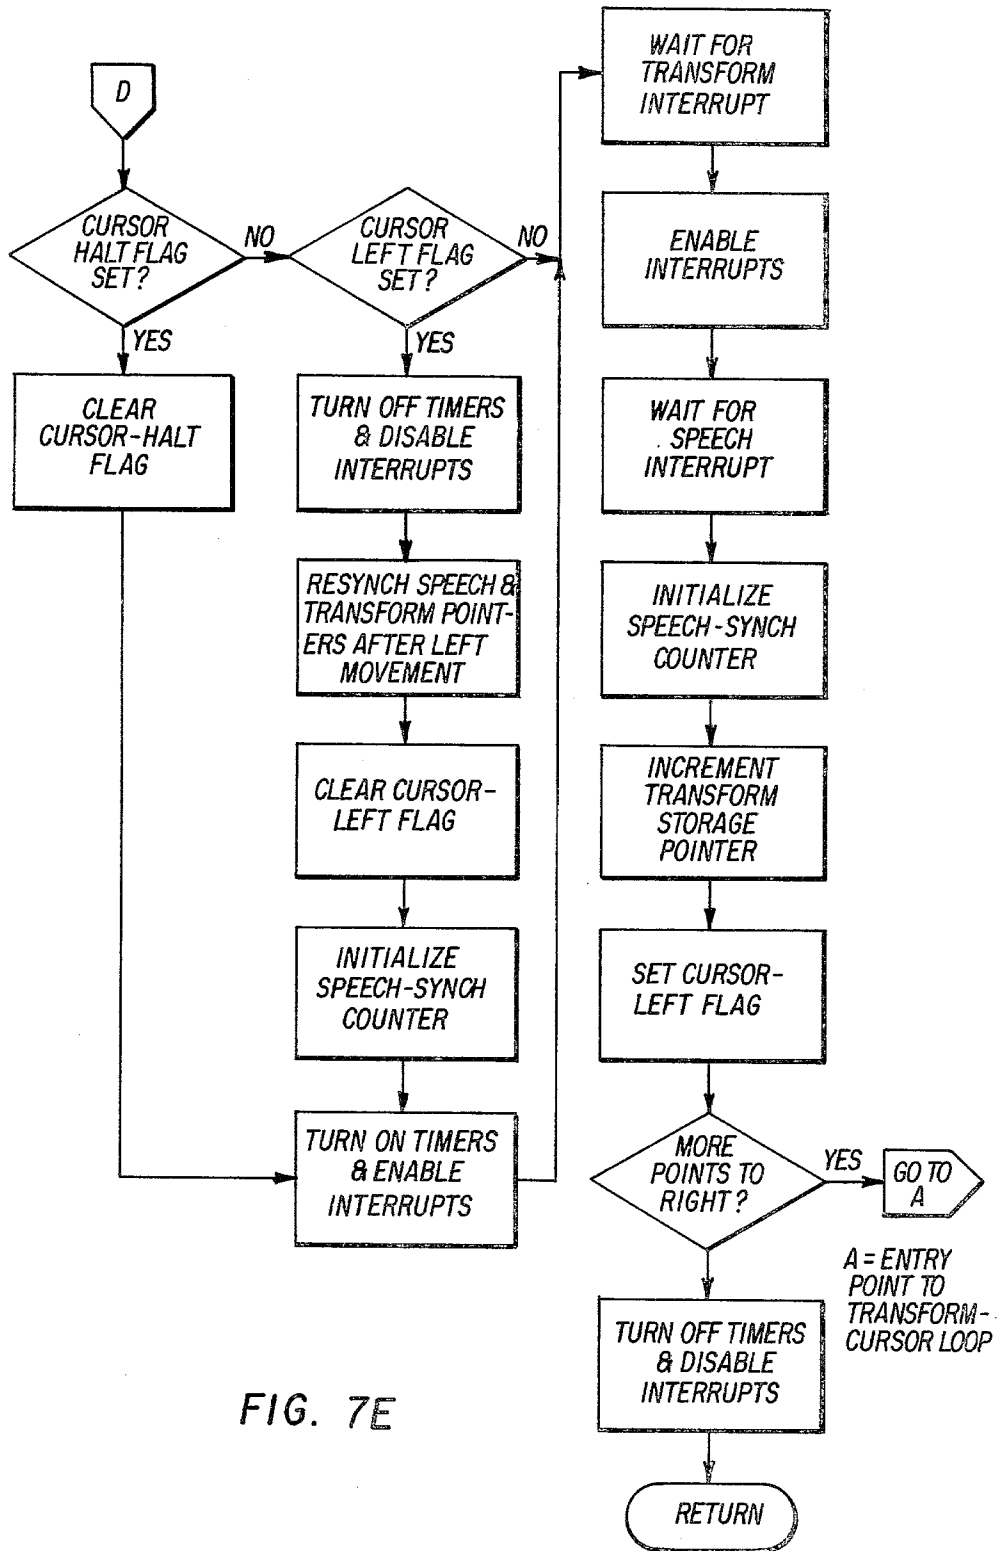 D
CURSOR
HALT FLAG
SET?
NO
YES
CLEAR
CURSOR-HALT
FLAG
CURSOR
LEFT FLAG
SET?
NO
YES
TURN OFF TIMERS
& DISABLE
INTERRUPTS
RESYNCH SPEECH &
TRANSFORM POINT-
ERS AFTER LEFT
MOVEMENT
CLEAR CURSOR-
LEFT FLAG
INITIALIZE
SPEECH-SYNCH
COUNTER
TURN ON TIMERS
& ENABLE
INTERRUPTS
WAIT FOR
TRANSFORM
INTERRUPT
ENABLE
INTERRUPTS
WAIT FOR
SPEECH
INTERRUPT
INITIALIZE
SPEECH-SYNCH
COUNTER
INCREMENT
TRANSFORM
STORAGE
POINTER
SET CURSOR-
LEFT FLAG
MORE
POINTS TO
RIGHT?
YES
GO TO
A
A = ENTRY
POINT TO
TRANSFORM-
CURSOR LOOP
TURN OFF TIMERS
& DISABLE
INTERRUPTS
RETURN
FIG. 7E